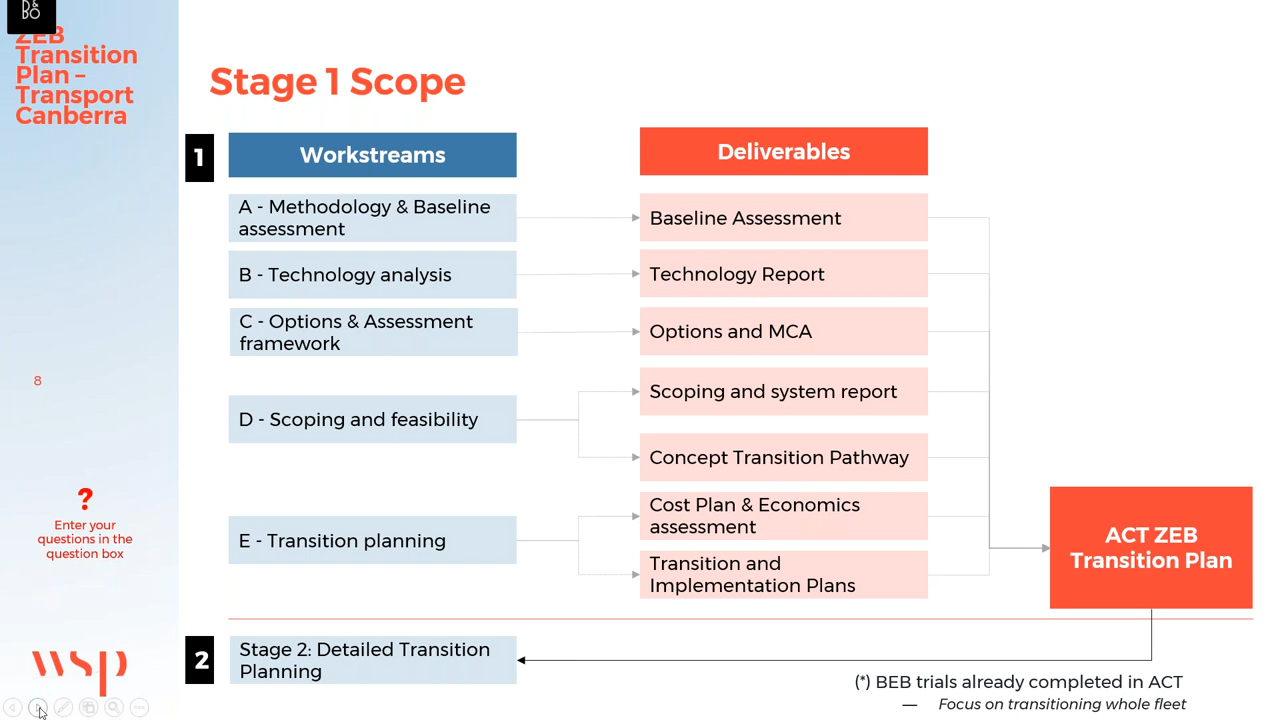 D&
BO
ZEB
Transition
Plan –
Transport
Canberra
Stage 1 Scope
1
Workstreams
Deliverables
A - Methodology & Baseline
assessment
Baseline Assessment
B - Technology analysis
Technology Report
C - Options & Assessment
framework
Options and MCA
D - Scoping and feasibility
Scoping and system report
Concept Transition Pathway
E - Transition planning
Cost Plan & Economics
assessment
Transition and
Implementation Plans
ACT ZEB
Transition Plan
8
?
Enter your
questions in the
question box
wsp
2
Stage 2: Detailed Transition
Planning
(*) BEB trials already completed in ACT
— Focus on transitioning whole fleet